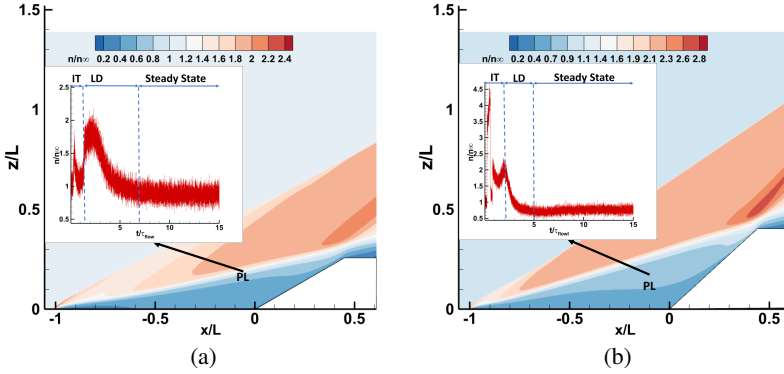 1.5
n/n∞ 0.2 0.4 0.6 0.8 1 1.2 1.4 1.6 1.8 2 2.2 2.4
2.5
IT LD Steady State
2
n/n∞
1.5
1
0.5
5 10 15
t/τflow
1
z/L
0.5
PL
0
-1 -0.5 0 0.5
x/L
(a)
1.5
n/n∞ 0.2 0.4 0.7 0.9 1.1 1.4 1.6 1.9 2.1 2.3 2.6 2.8
IT LD Steady State
4.5
4
3.5
3
n/n∞
2.5
2
1.5
1
0.5
5 10 15
t/τflow
1
z/L
0.5
PL
0
-1 -0.5 0 0.5
x/L
(b)